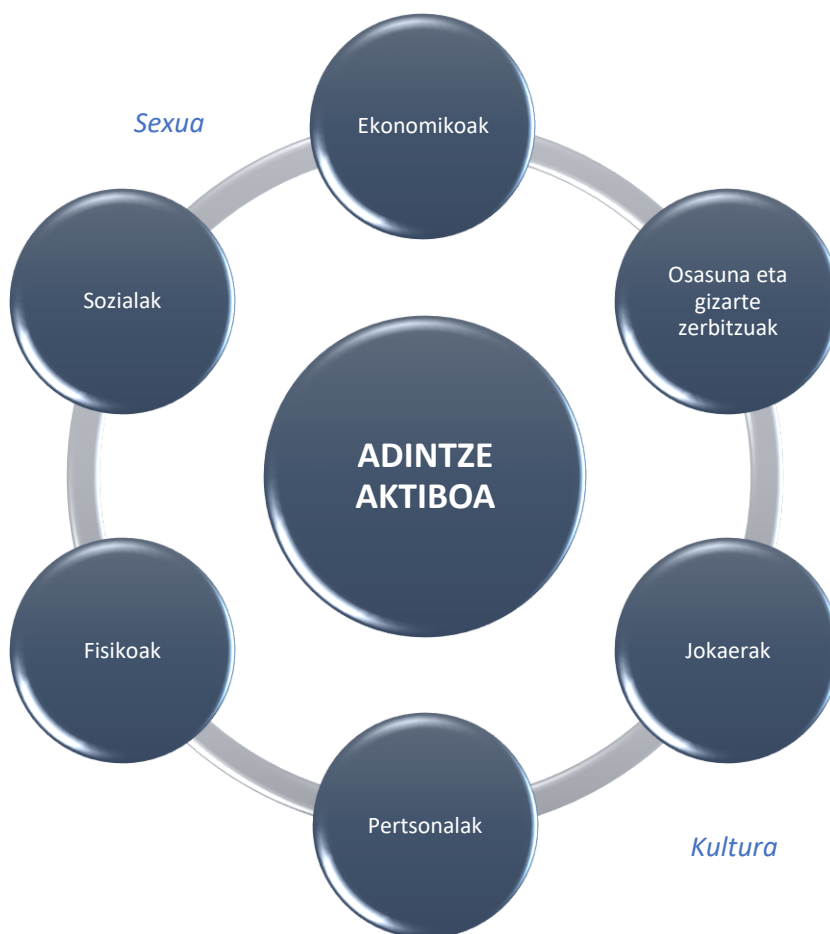 Sexua
Ekonomikoak
Osasuna eta
gizarte
zerbitzuak
Sozialak
ADINTZE
AKTIBOA
Fisikoak
Jokaerak
Pertsonalak
Kultura